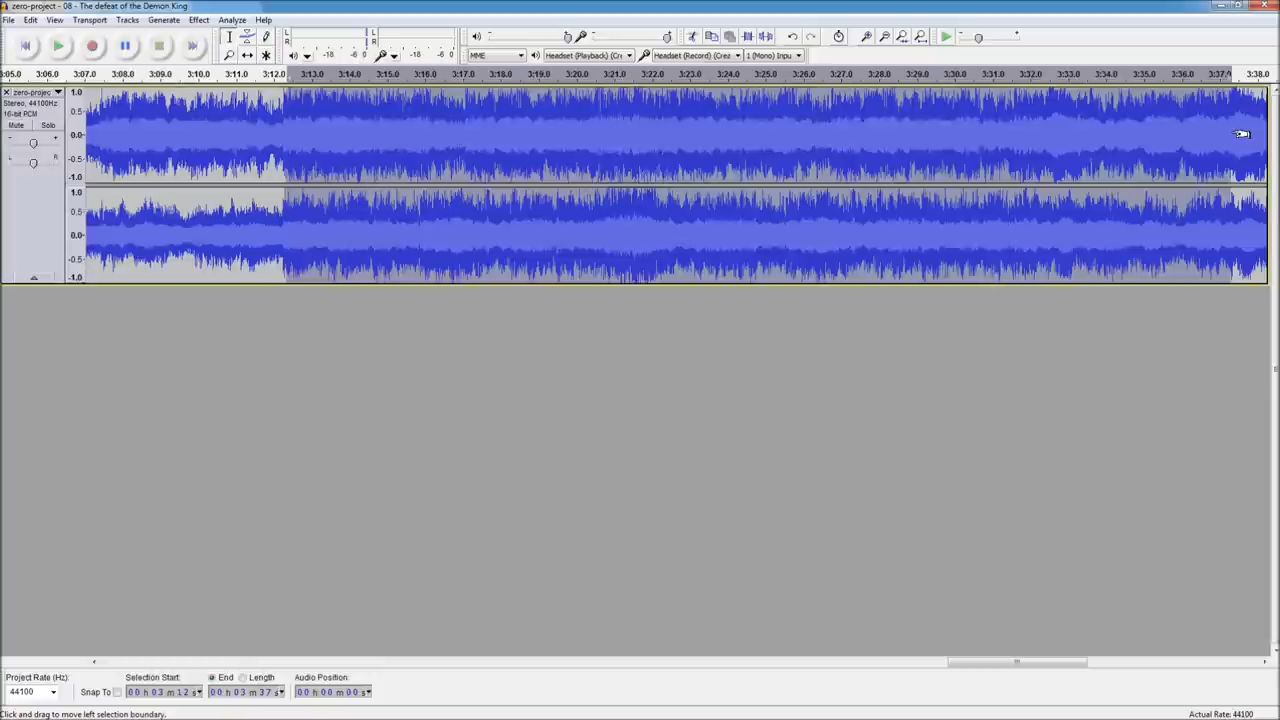 zero-project - 08 - The defeat of the Demon King
File Edit View Transport Tracks Generate Effect Analyze Help
L R -18 -6 0 L R -18 -6 0
MME Headset (Playback) (Cr Headset (Record) (Crea 1 (Mono) Inpu
3:05.0 3:06.0 3:07.0 3:08.0 3:09.0 3:10.0 3:11.0 3:12.0 3:13.0 3:14.0 3:15.0 3:16.0 3:17.0 3:18.0 3:19.0 3:20.0 3:21.0 3:22.0 3:23.0 3:24.0 3:25.0 3:26.0 3:27.0 3:28.0 3:29.0 3:30.0 3:31.0 3:32.0 3:33.0 3:34.0 3:35.0 3:36.0 3:37 3:38.0
zero-projec
Stereo, 44100Hz
16-bit PCM
Mute Solo
- +
L R
1.0
0.5
0.0
-0.5
-1.0
1.0
0.5
0.0
-0.5
-1.0
Project Rate (Hz): Selection Start: End Length Audio Position:
44100 Snap To 00 h 03 m 12 s 00 h 03 m 37 s 00 h 00 m 00 s
Click and drag to move left selection boundary. Actual Rate: 44100